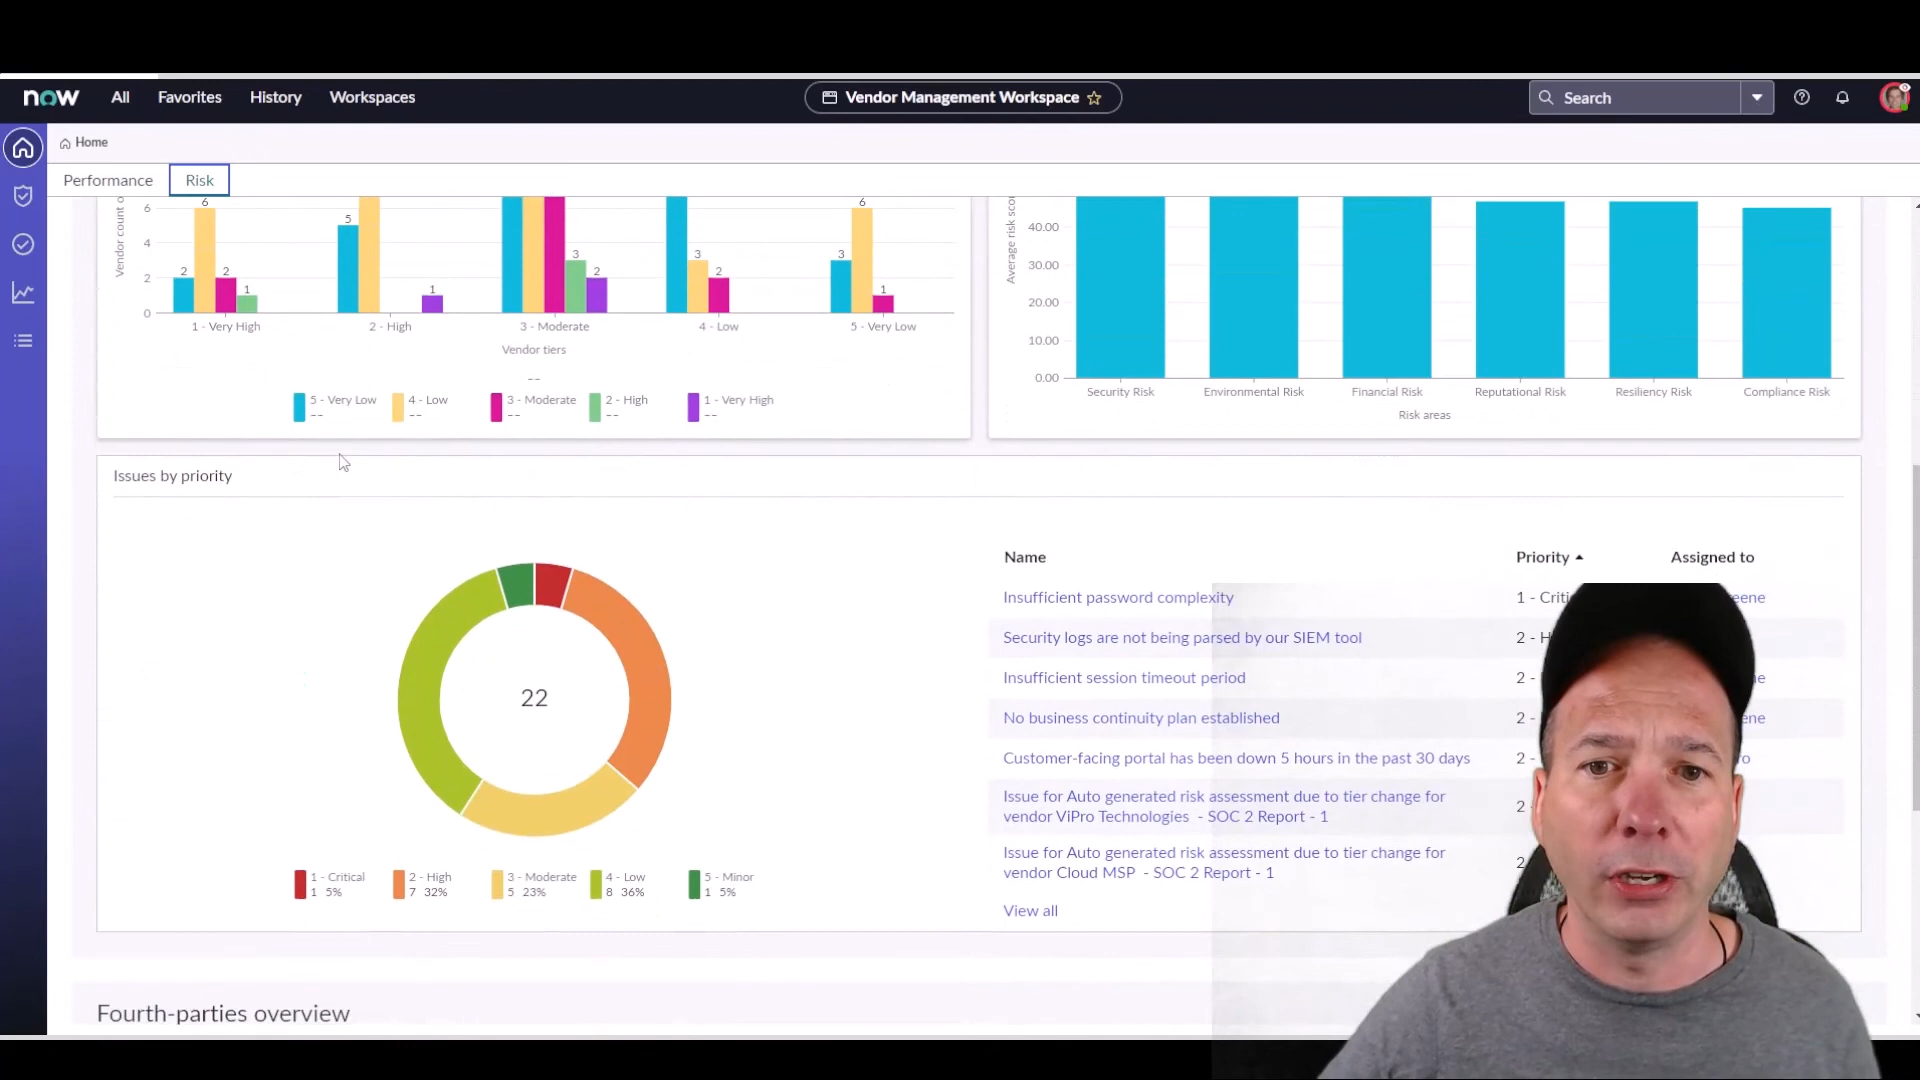 now All Favorites History Workspaces Vendor Management Workspace Search
Home
Performance Risk
Vendor count
6 4 2 0
6 5 6
2 2 1 1 3 2 3 2 3 1
1 - Very High 2 - High 3 - Moderate 4 - Low 5 - Very Low
Vendor tiers
--
5 - Very Low 4 - Low 3 - Moderate 2 - High 1 - Very High
-- -- -- -- --
Average risk
40.00
30.00
20.00
10.00
0.00
Security Risk Environmental Risk Financial Risk Reputational Risk Resiliency Risk Compliance Risk
Risk areas
Issues by priority
22
1 - Critical 2 - High 3 - Moderate 4 - Low 5 - Minor
1 5% 7 32% 5 23% 8 36% 1 5%
Name Priority Assigned to
Insufficient password complexity 1 -
Security logs are not being parsed by our SIEM tool 2 -
Insufficient session timeout period 2 -
No business continuity plan established 2 -
Customer-facing portal has been down 5 hours in the past 30 days 2 -
Issue for Auto generated risk assessment due to tier change for
vendor ViPro Technologies - SOC 2 Report - 1 2
Issue for Auto generated risk assessment due to tier change for
vendor Cloud MSP - SOC 2 Report - 1 2
View all
Fourth-parties overview